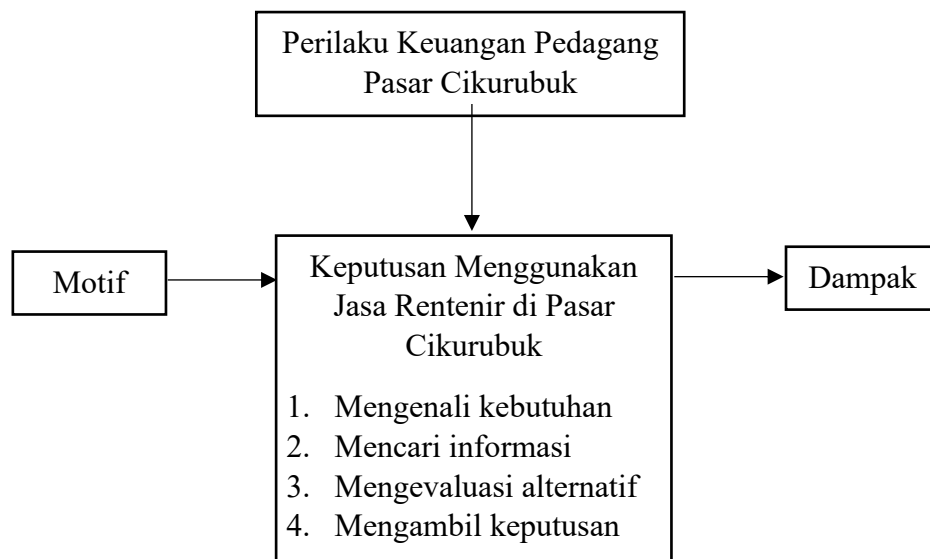 Perilaku Keuangan Pedagang
Pasar Cikurubuk
Motif
Keputusan Menggunakan
Jasa Rentenir di Pasar
Cikurubuk
1. Mengenali kebutuhan
2. Mencari informasi
3. Mengevaluasi alternatif
4. Mengambil keputusan
Dampak